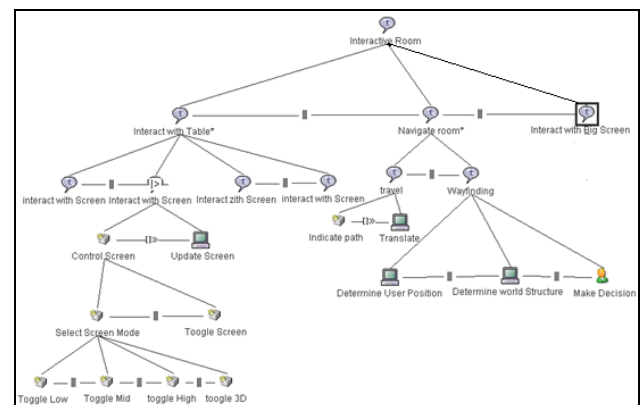 Interactive Room
Interact with Table*
Navigate room*
Interact with Big Screen
interact with Screen
Interact with Screen
Interact zith Screen
interact with Screen
travel
Wayfinding
Indicate path
Translate
Control Screen
Update Screen
Determine User Position
Determine world Structure
Make Decision
Select Screen Mode
Toogle Screen
Toggle Low
Toggle Mid
toggle High
toogle 3D